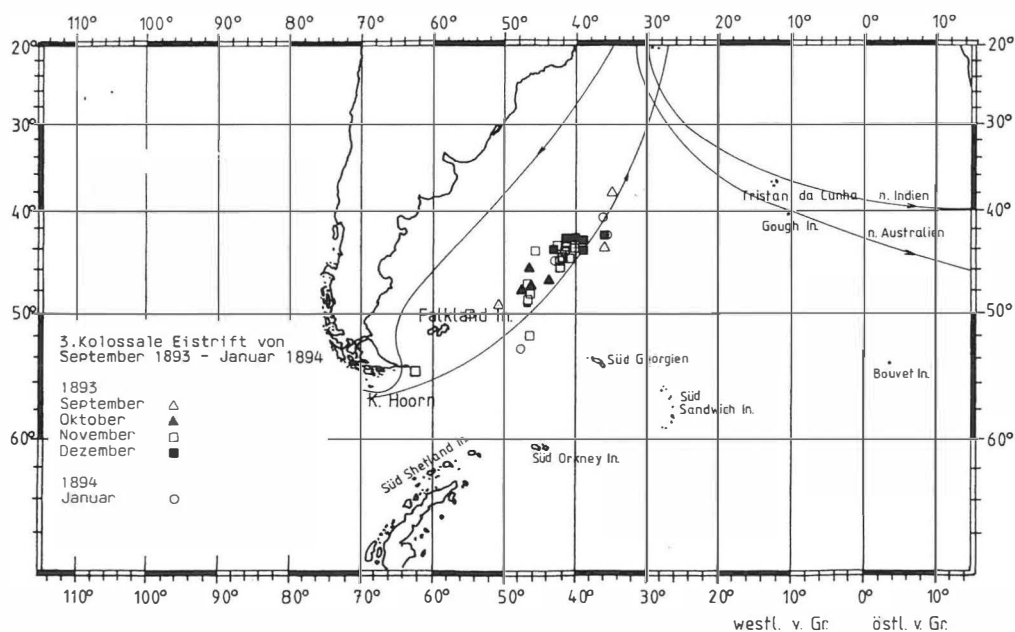 110° 100° 90° 80° 70° 60° 50° 40° 30° 20° 10° 0° 10°
20° 20°
30° 30°
Tristan da Cunha n. Indien
40° 40°
Gough In. n. Australien
50° 50°
Falkland In.
3.Kolossale Eistrift von
September 1893 - Januar 1894
Süd Georgien
Bouvet In.
1893
September
Oktober
November
Dezember
K. Hoorn
Süd
Sandwich In.
60° 60°
Süd Shetland In.
Süd Orkney In.
1894
Januar
110° 100° 90° 80° 70° 60° 50° 40° 30° 20° 10° 0° 10°
westl. v. Gr. östl. v. Gr.